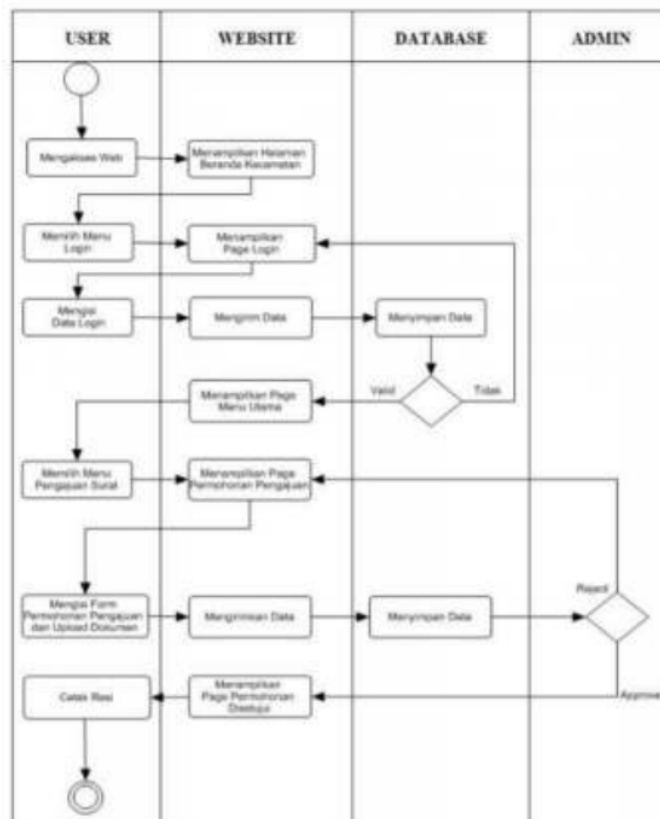 USER
WEBSITE
DATABASE
ADMIN
Mengakses Web
Menampilkan Halaman
Beranda Kecamatan
Memilih Menu
Login
Menampilkan
Page Login
Mengisi
Data Login
Mengirim Data
Menyimpan Data
Valid
Tidak
Menampilkan Page
Menu Utama
Memilih Menu
Pengajuan Surat
Menampilkan Page
Permohonan Pengajuan
Reject
Mengisi Form
Permohonan Pengajuan
dan Upload Dokumen
Mengirimkan Data
Menyimpan Data
Approve
Cetak Resi
Menampilkan
Page Permohonan
Disetujui